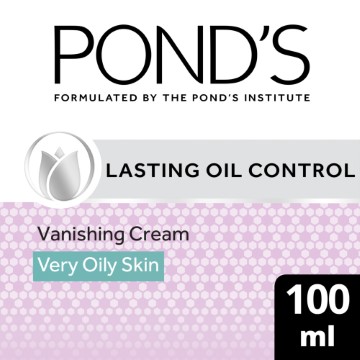 POND'S
FORMULATED BY THE POND'S INSTITUTE
LASTING OIL CONTROL
Vanishing Cream
Very Oily Skin
100
ml